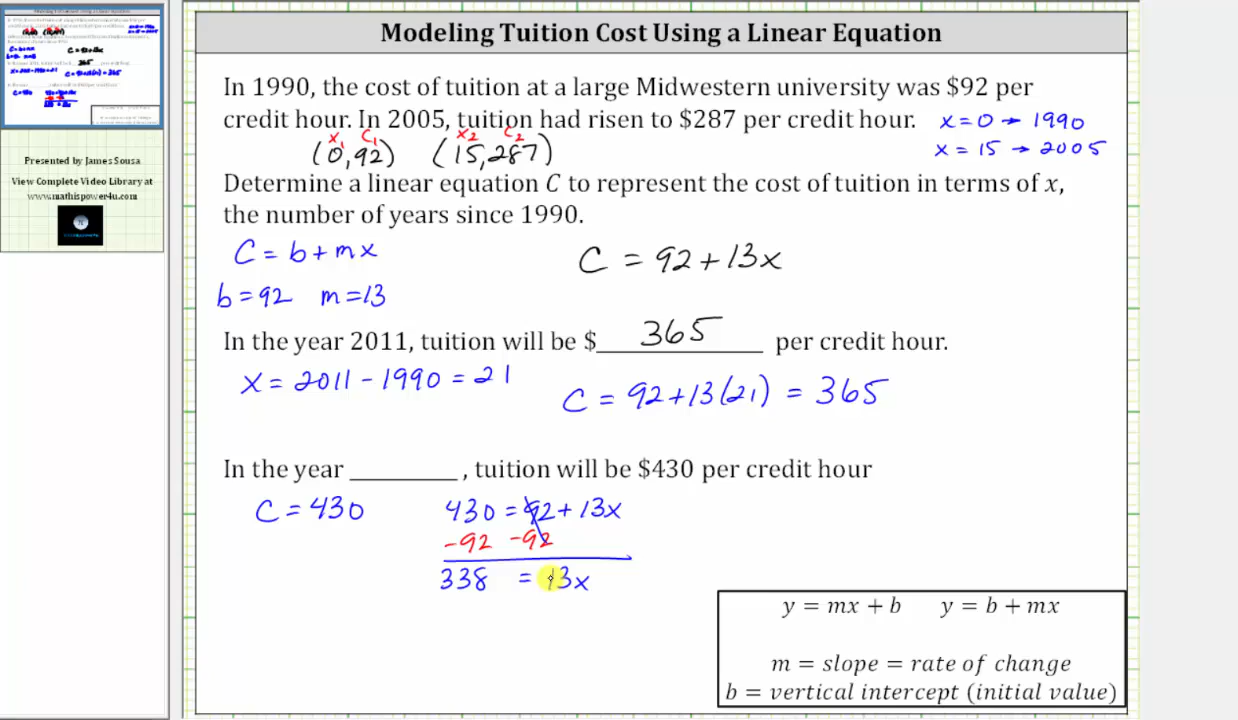 Modeling Tuition Cost Using a Linear Equation
In 1990, the cost of tuition at a large Midwestern university was $92 per
credit hour. In 2005, tuition had risen to $287 per credit hour.
x = 0 → 1990
x₁ C₁ x₂ C₂
(0,92) (15,287)
x = 15 → 2005
Determine a linear equation C to represent the cost of tuition in terms of x,
the number of years since 1990.
C = b + mx
C = 92 + 13x
b = 92 m = 13
In the year 2011, tuition will be $ 365 per credit hour.
x = 2011 - 1990 = 21
C = 92 + 13(21) = 365
In the year ________ , tuition will be $430 per credit hour
C = 430
430 = 92 + 13x
-92 -92
338 = 13x
y = mx + b y = b + mx
m = slope = rate of change
b = vertical intercept (initial value)
Presented by James Sousa
View Complete Video Library at
www.mathispower4u.com